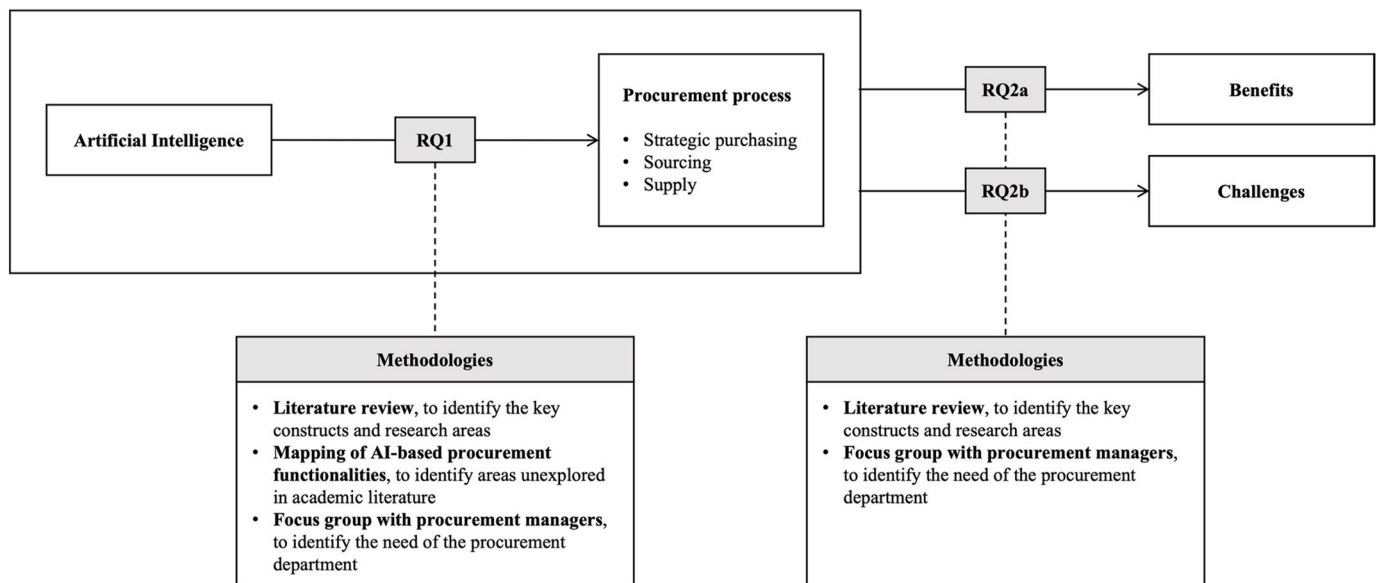 Artificial Intelligence
RQ1
Procurement process
• Strategic purchasing
• Sourcing
• Supply
RQ2a
Benefits
RQ2b
Challenges
Methodologies
• Literature review, to identify the key
constructs and research areas
• Mapping of AI-based procurement
functionalities, to identify areas unexplored
in academic literature
• Focus group with procurement managers,
to identify the need of the procurement
department
Methodologies
• Literature review, to identify the key
constructs and research areas
• Focus group with procurement managers,
to identify the need of the procurement
department